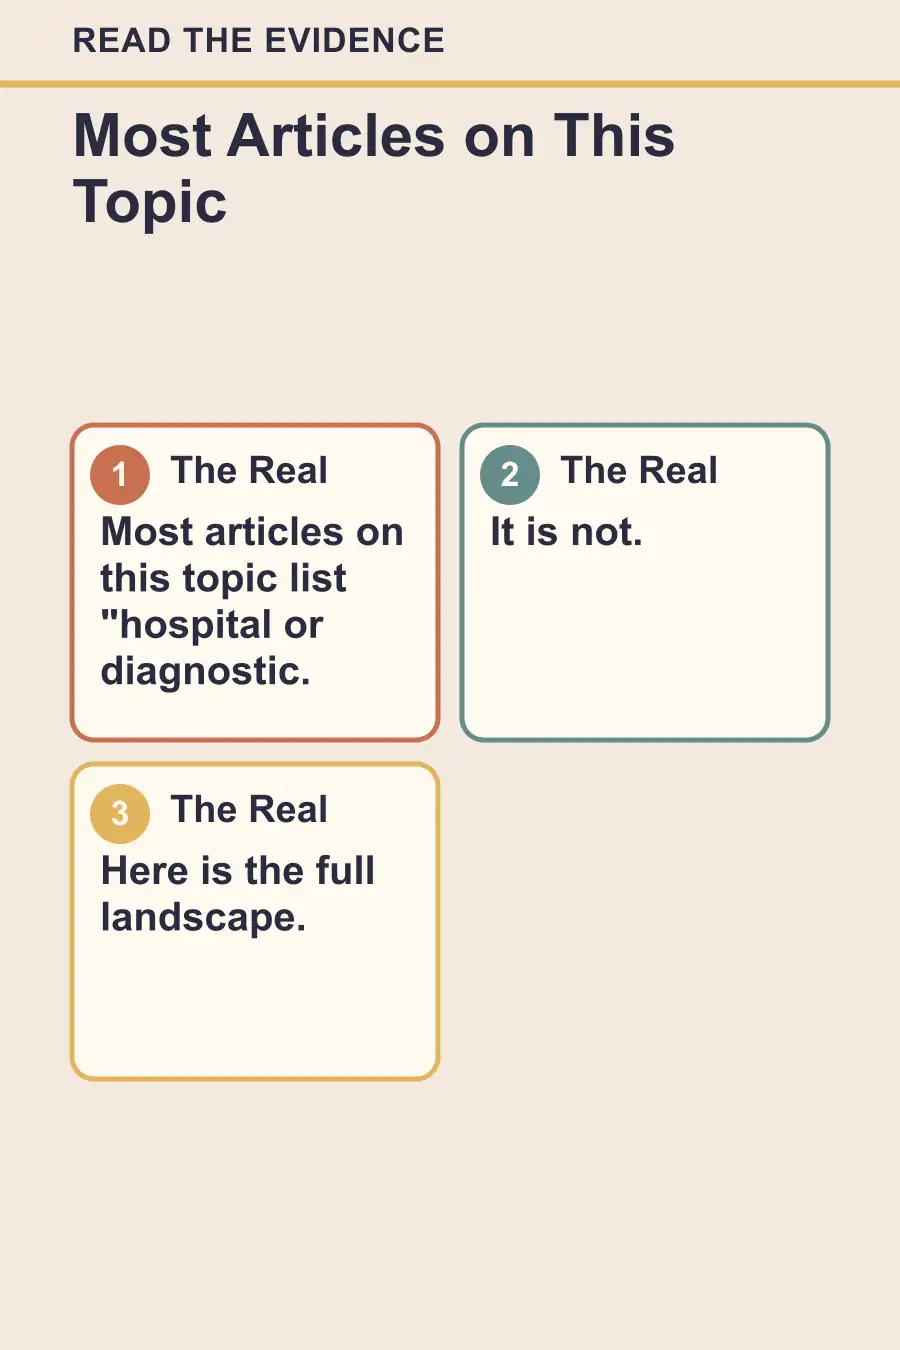 READ THE EVIDENCE
Most Articles on This
Topic
1 The Real
Most articles on
this topic list
"hospital or
diagnostic.
2 The Real
It is not.
3 The Real
Here is the full
landscape.